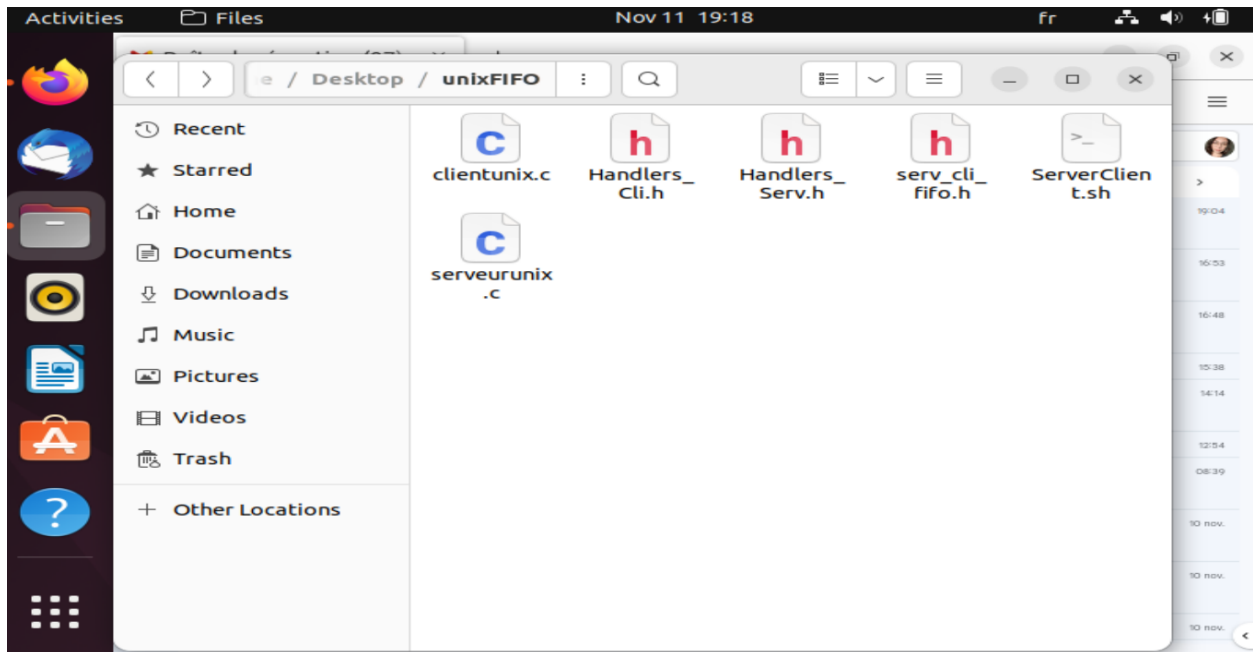 Activities
Files
Nov 11 19:18
fr
e / Desktop / unixFIFO
Recent
Starred
Home
Documents
Downloads
Music
Pictures
Videos
Trash
Other Locations
clientunix.c
Handlers_
Cli.h
Handlers_
Serv.h
serv_cli_
fifo.h
ServerClien
t.sh
serveurunix
.c
19:04
16:53
16:48
15:38
14:14
12:54
08:39
10 nov.
10 nov.
10 nov.